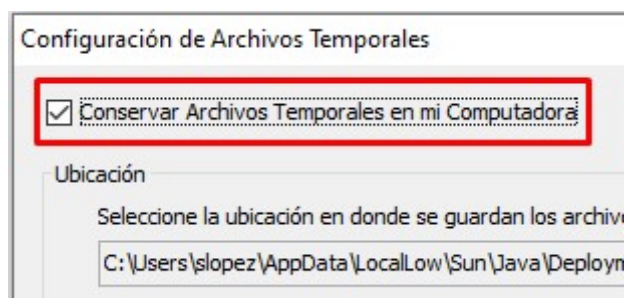 Configuración de Archivos Temporales
Conservar Archivos Temporales en mi Computadora
Ubicación
Seleccione la ubicación en donde se guardan los archiv
C:\Users\slopez\AppData\LocalLow\Sun\Java\Deploym